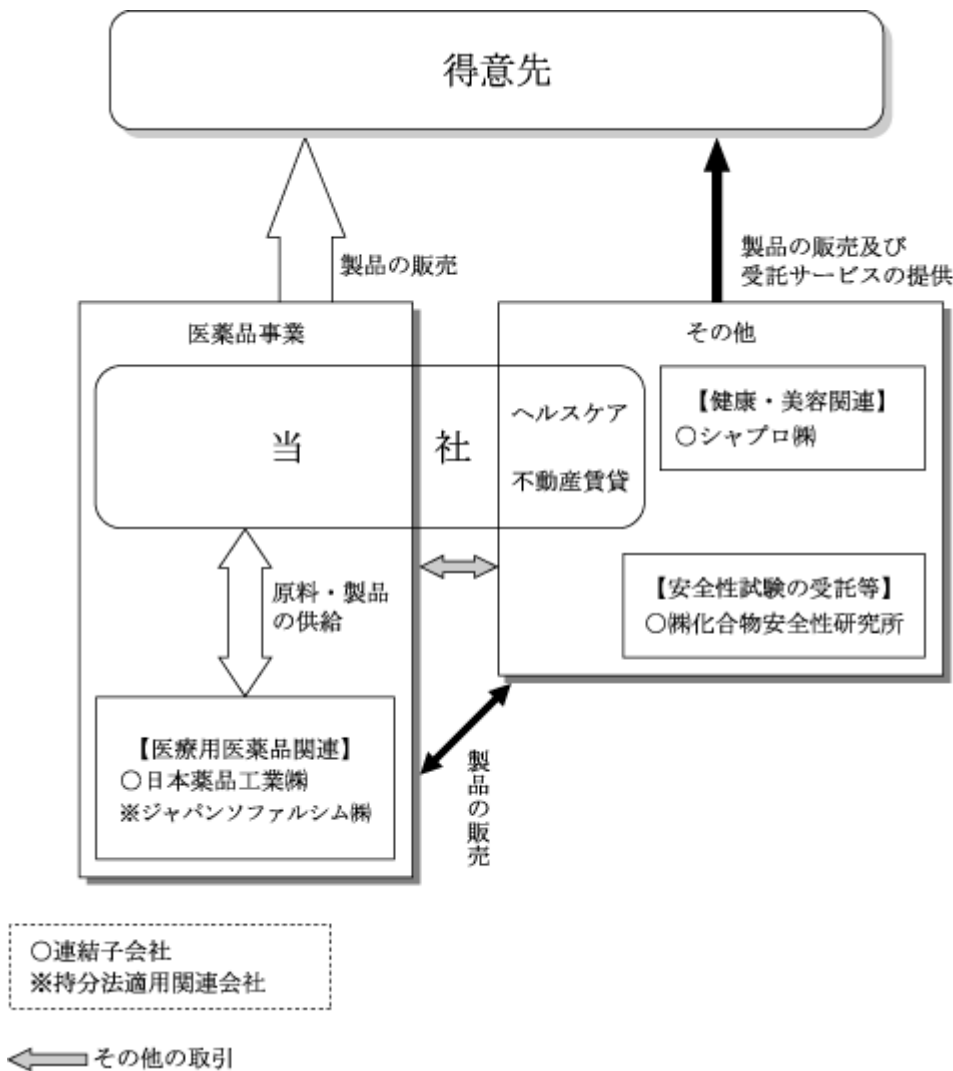 得意先
製品の販売
製品の販売及び
受託サービスの提供
医薬品事業
その他
当社
ヘルスケア
不動産賃貸
【健康・美容関連】
○シャプロ㈱
原料・製品
の供給
【安全性試験の受託等】
○㈱化合物安全性研究所
【医療用医薬品関連】
○日本薬品工業㈱
※ジャパンソファルシム㈱
製品の販売
○連結子会社
※持分法適用関連会社
その他の取引